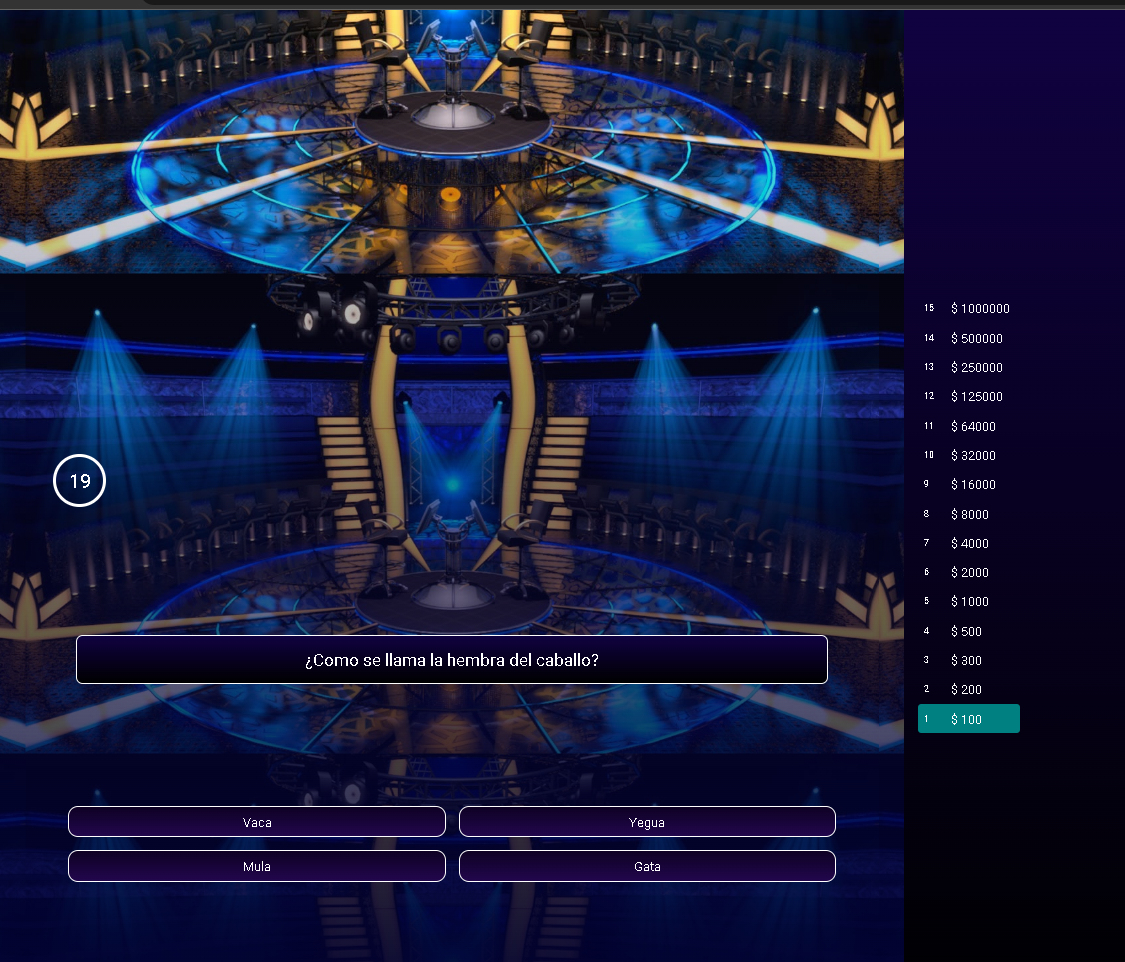 19
¿Como se llama la hembra del caballo?
Vaca
Yegua
Mula
Gata
15 $ 1000000
14 $ 500000
13 $ 250000
12 $ 125000
11 $ 64000
10 $ 32000
9 $ 16000
8 $ 8000
7 $ 4000
6 $ 2000
5 $ 1000
4 $ 500
3 $ 300
2 $ 200
1 $ 100